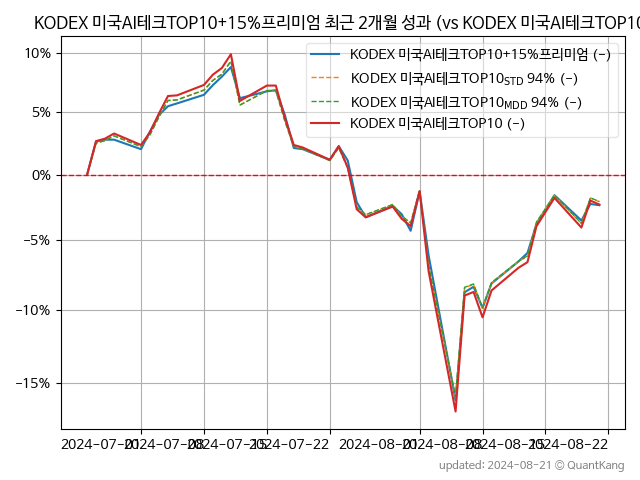 KODEX 미국AI테크TOP10+15%프리미엄 최근 2개월 성과 (vs KODEX 미국AI테크TOP10
KODEX 미국AI테크TOP10+15%프리미엄 (−)
KODEX 미국AI테크TOP10STD 94% (−)
KODEX 미국AI테크TOP10MDD 94% (−)
KODEX 미국AI테크TOP10 (−)
10%
5%
0%
−5%
−10%
−15%
2024-07-01 2024-07-08 2024-07-15 2024-07-22 2024-08-01 2024-08-08 2024-08-15 2024-08-22
updated: 2024-08-21 © QuantKang